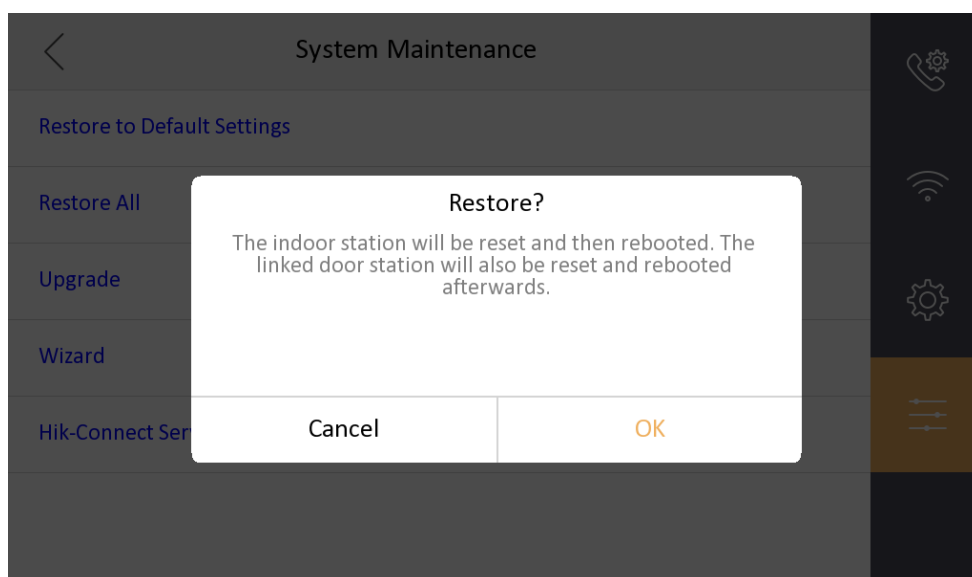 System Maintenance
Restore to Default Settings
Restore All
Restore?
The indoor station will be reset and then rebooted. The
linked door station will also be reset and rebooted
afterwards.
Upgrade
Wizard
Hik-Connect Ser
Cancel
OK